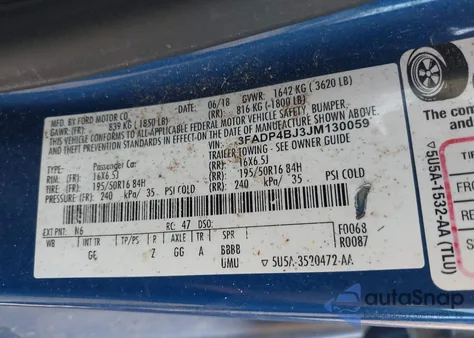 MFD. BY FORD MOTOR CO.
06/18 GVWR: 1642 KG ( 3620 LB)
GAWR: (FR): 839 KG (1850 LB) (RR): 816 KG (-1800 LB)
THIS VEHICLE CONFORMS TO ALL APPLICABLE FEDERAL MOTOR VEHICLE SAFETY, BUMPER,
AND THEFT PREVENTION STANDARDS IN EFFECT ON THE DATE OF MANUFACTURE SHOWN ABOVE.
VIN: 3FADP4BJ3JM130059
TYPE: Passenger Car TRAILER TOWING - SEE OWNER GUIDE
RIM: (FR): 16X6.5J (RR): 16X6.5J
TIRE: (FR): 195/50R16 84H (RR): 195/50R16 84H
PRESSURE: (FR): 240 kPa/ 35 PSI COLD (RR): 240 kPa/ 35 PSI COLD
EXT PNT: N6 RC: 47 DSO: F0068
WB INT TR TP/PS R AXLE TR SPR R0087
GE Z GG A BBBB
UMU 5U5A-3520472-AA
The con
and
5U5A-1532-AA (TLU)
autoSnap